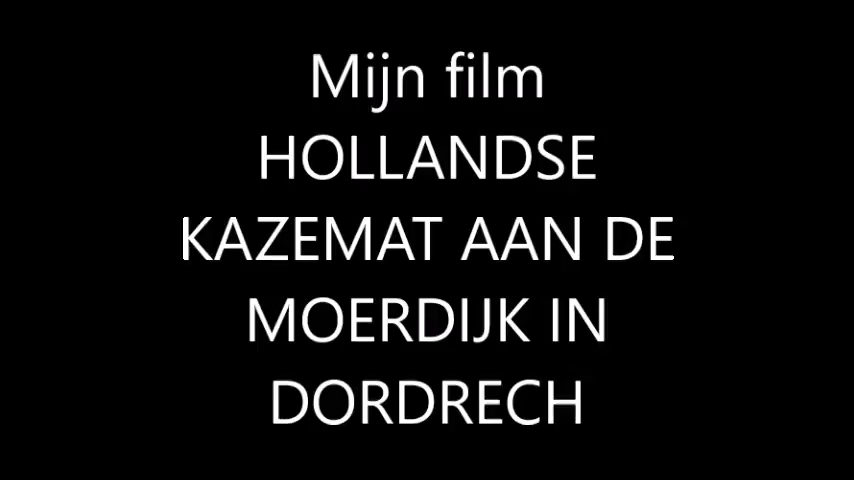 Mijn film
HOLLANDSE
KAZEMAT AAN DE
MOERDIJK IN
DORDRECH